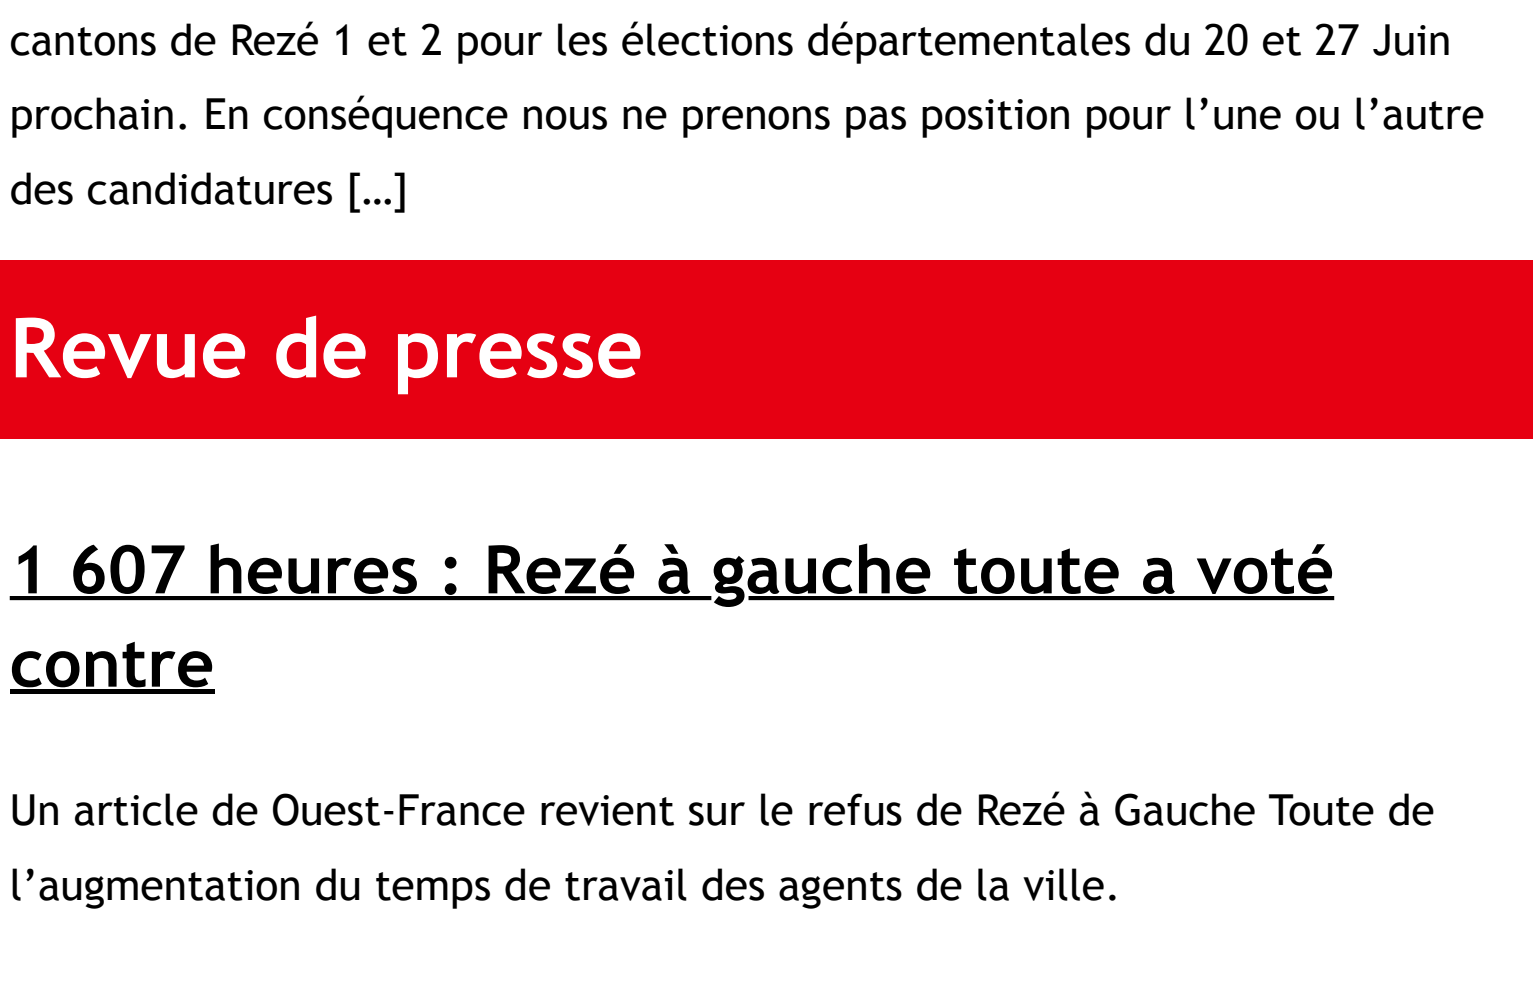 cantons de Rezé 1 et 2 pour les élections départementales du 20 et 27 Juin
prochain. En conséquence nous ne prenons pas position pour l’une ou l’autre
des candidatures […]
Revue de presse
1 607 heures : Rezé à gauche toute a voté
contre
Un article de Ouest-France revient sur le refus de Rezé à Gauche Toute de
l’augmentation du temps de travail des agents de la ville.